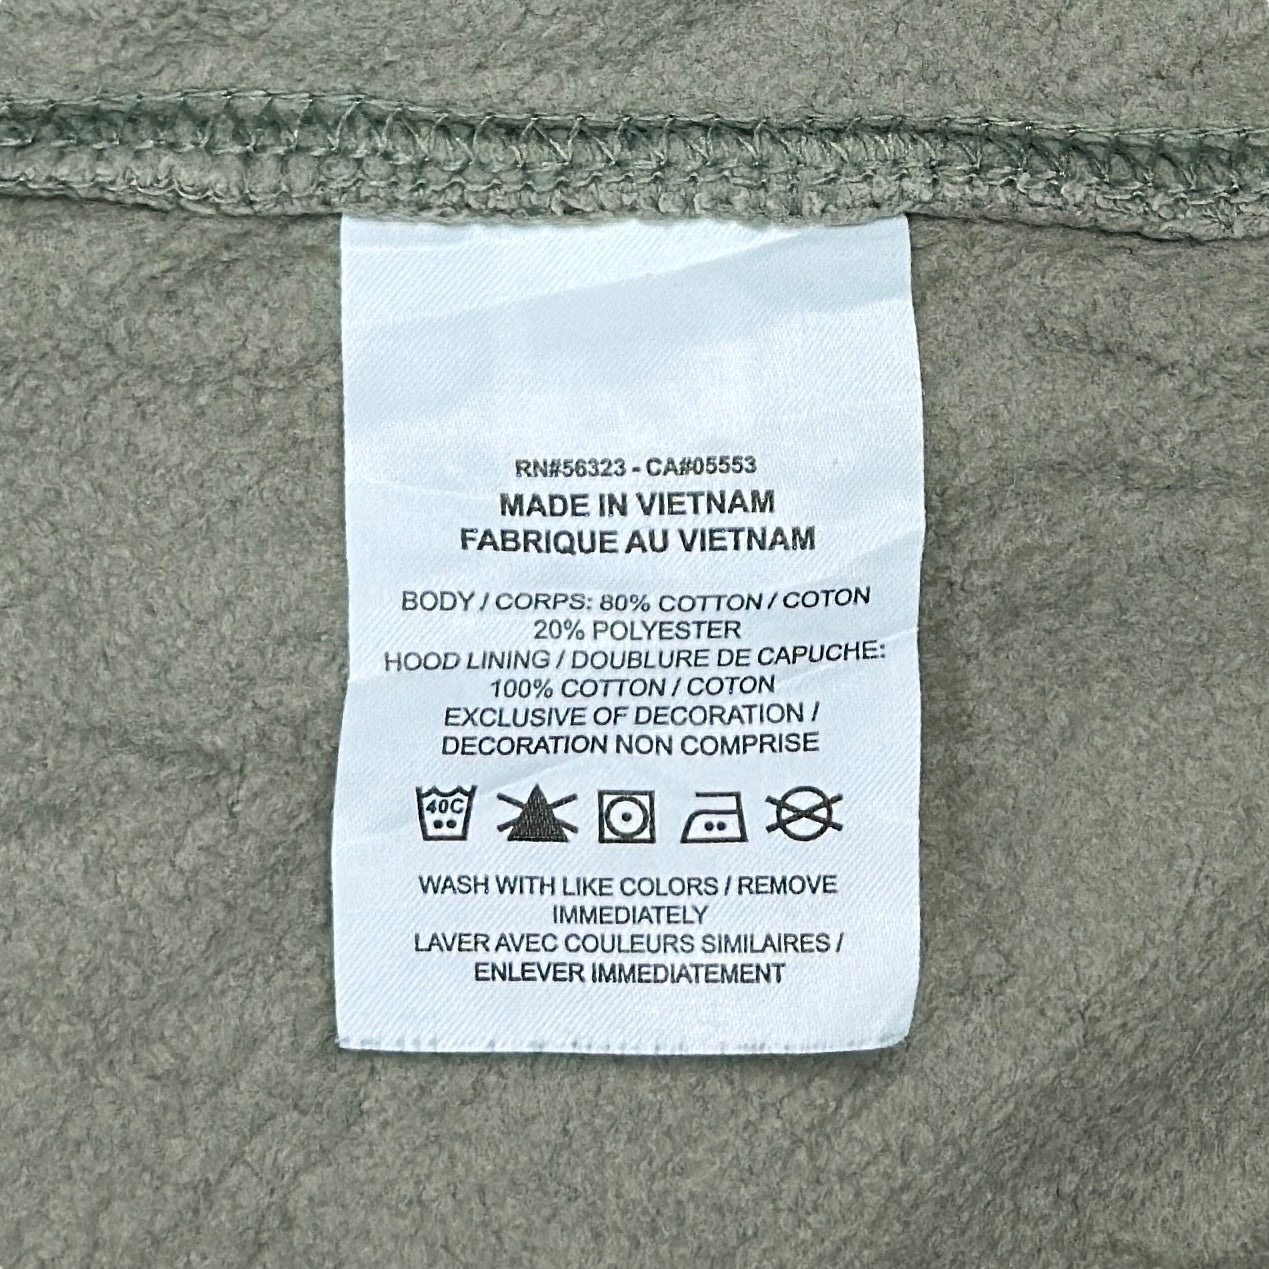 RN#56323 - CA#05553
MADE IN VIETNAM
FABRIQUE AU VIETNAM
BODY / CORPS: 80% COTTON / COTON
20% POLYESTER
HOOD LINING / DOUBLURE DE CAPUCHE:
100% COTTON / COTON
EXCLUSIVE OF DECORATION /
DECORATION NON COMPRISE
40C
WASH WITH LIKE COLORS / REMOVE
IMMEDIATELY
LAVER AVEC COULEURS SIMILAIRES /
ENLEVER IMMEDIATEMENT